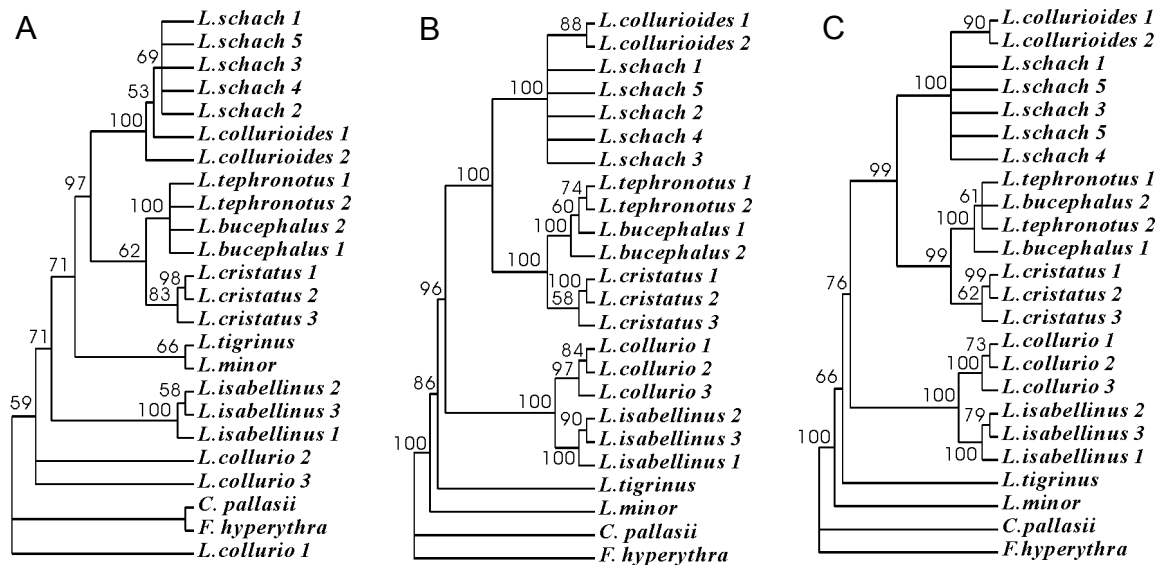 A
L.schach 1
L.schach 5
69
L.schach 3
53
L.schach 4
L.schach 2
100
L.collurioides 1
L.collurioides 2
97
L.tephronotus 1
100
L.tephronotus 2
L.bucephalus 2
62
L.bucephalus 1
71
98
L.cristatus 1
83
L.cristatus 2
L.cristatus 3
71
66
L.tigrinus
L.minor
58
L.isabellinus 2
59
100
L.isabellinus 3
L.isabellinus 1
L.collurio 2
L.collurio 3
C. pallasii
F. hyperythra
L.collurio 1
B
88
L.collurioides 1
L.collurioides 2
L.schach 1
100
L.schach 5
L.schach 2
L.schach 4
L.schach 3
100
74
L.tephronotus 1
60
L.tephronotus 2
100
L.bucephalus 1
L.bucephalus 2
100
100
L.cristatus 1
96
58
L.cristatus 2
L.cristatus 3
84
L.collurio 1
97
L.collurio 2
86
L.collurio 3
100
90
L.isabellinus 2
L.isabellinus 3
100
100
L.isabellinus 1
L.tigrinus
L.minor
C. pallasii
F. hyperythra
C
90
L.collurioides 1
L.collurioides 2
L.schach 1
100
L.schach 5
L.schach 3
L.schach 5
L.schach 4
99
L.tephronotus 1
61
L.bucephalus 2
100
L.tephronotus 2
L.bucephalus 1
99
99
L.cristatus 1
76
62
L.cristatus 2
L.cristatus 3
73
L.collurio 1
100
L.collurio 2
66
L.collurio 3
100
79
L.isabellinus 2
L.isabellinus 3
100
100
L.isabellinus 1
L.tigrinus
L.minor
C.pallasii
F.hyperythra